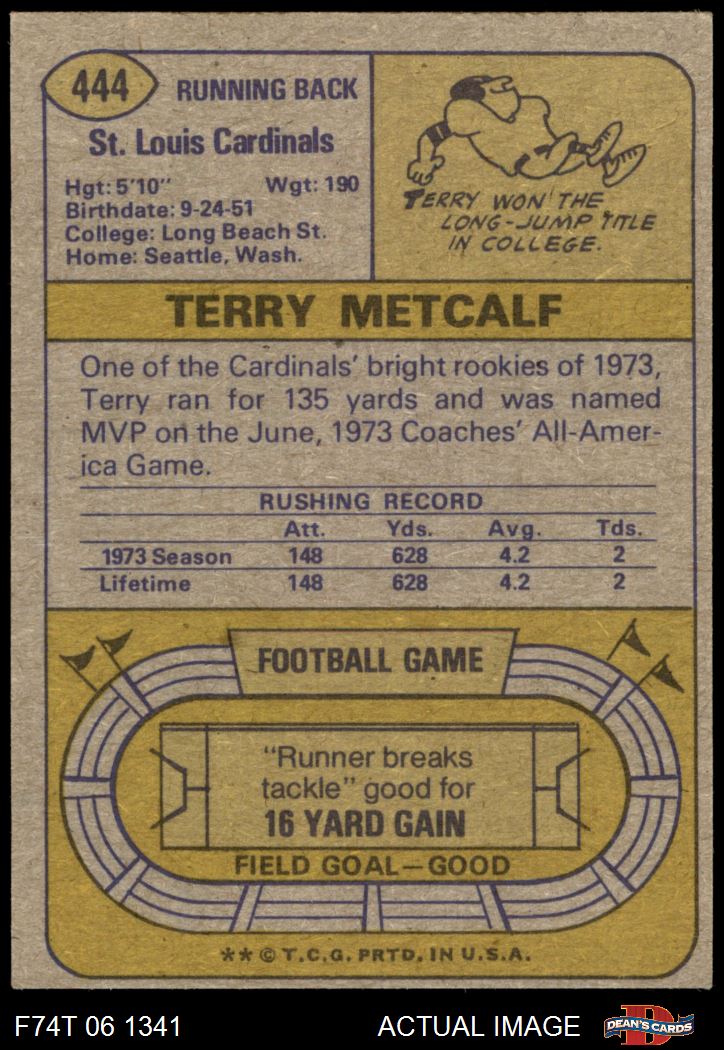 444
RUNNING BACK
St. Louis Cardinals
Hgt: 5'10" Wgt: 190
Birthdate: 9-24-51
College: Long Beach St.
Home: Seattle, Wash.
TERRY WON THE
LONG-JUMP TITLE
IN COLLEGE.
TERRY METCALF
One of the Cardinals' bright rookies of 1973,
Terry ran for 135 yards and was named
MVP on the June, 1973 Coaches' All-Amer-
ica Game.
RUSHING RECORD
Att. Yds. Avg. Tds.
1973 Season 148 628 4.2 2
Lifetime 148 628 4.2 2
FOOTBALL GAME
"Runner breaks
tackle" good for
16 YARD GAIN
FIELD GOAL—GOOD
** © T.C.G. PRTD. IN U.S.A.
F74T 06 1341 ACTUAL IMAGE
D
DEAN'S CARDS